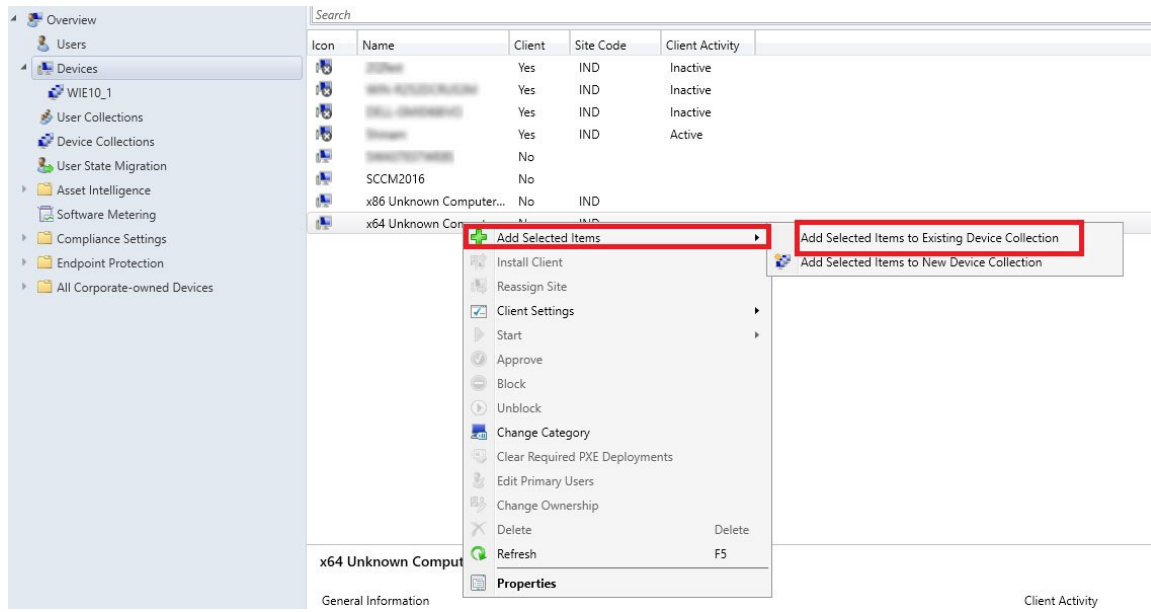 Overview
Users
Devices
WIE10_1
User Collections
Device Collections
User State Migration
Asset Intelligence
Software Metering
Compliance Settings
Endpoint Protection
All Corporate-owned Devices
Search
Icon Name Client Site Code Client Activity
Yes IND Inactive
Yes IND Inactive
Yes IND Inactive
Yes IND Active
No
SCCM2016 No
x86 Unknown Computer... No IND
x64 Unknown
Add Selected Items
Install Client
Reassign Site
Client Settings
Start
Approve
Block
Unblock
Change Category
Clear Required PXE Deployments
Edit Primary Users
Change Ownership
Delete Delete
Refresh F5
Properties
Add Selected Items to Existing Device Collection
Add Selected Items to New Device Collection
x64 Unknown Comput
General Information Client Activity